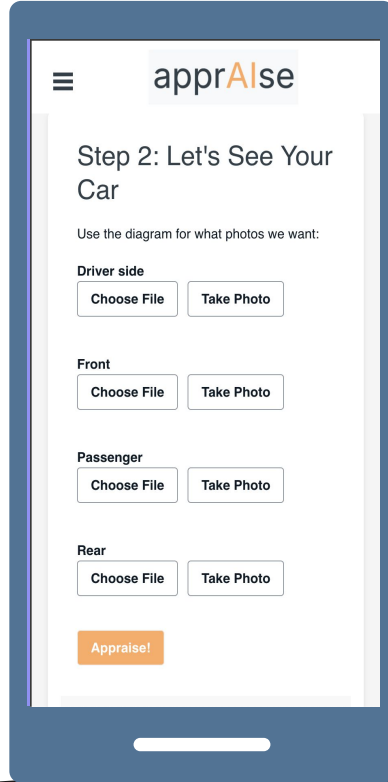 apprAIse
Step 2: Let's See Your
Car
Use the diagram for what photos we want:
Driver side
Choose File Take Photo
Front
Choose File Take Photo
Passenger
Choose File Take Photo
Rear
Choose File Take Photo
Appraise!